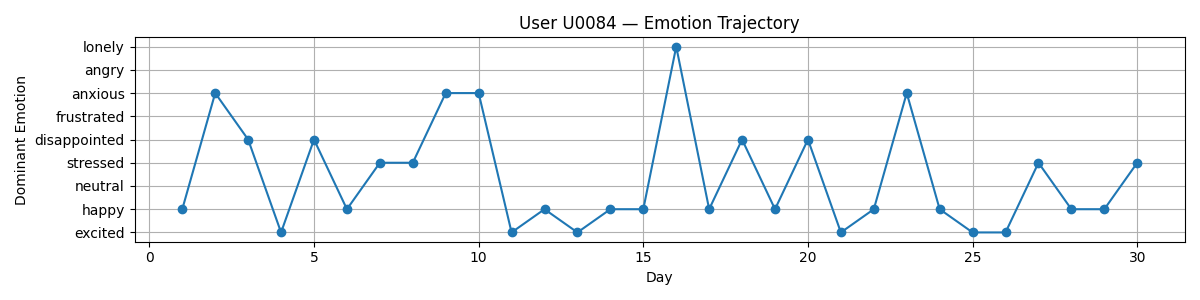 User U0084 — Emotion Trajectory
Dominant Emotion
lonely
angry
anxious
frustrated
disappointed
stressed
neutral
happy
excited
0 5 10 15 20 25 30
Day